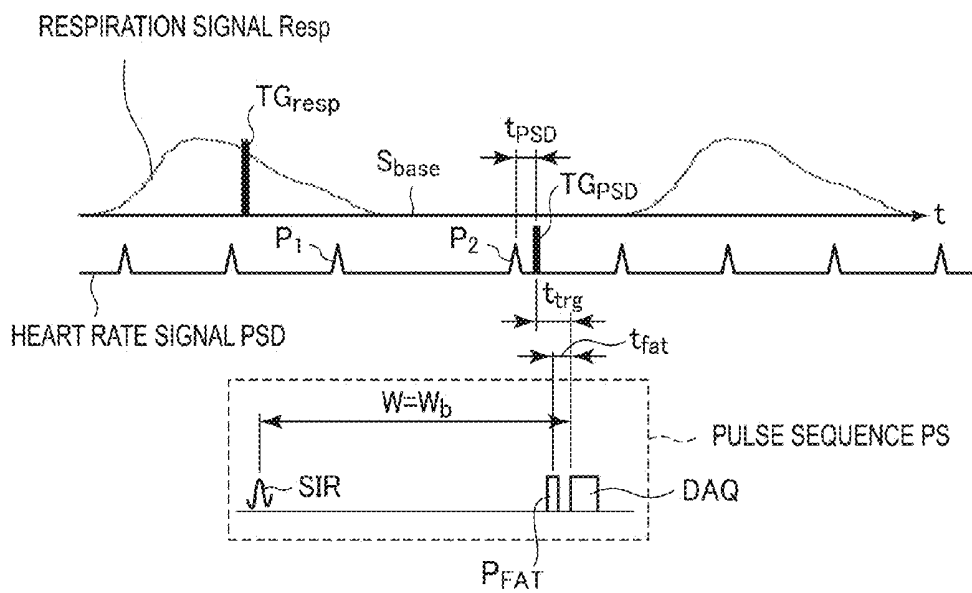 RESPIRATION SIGNAL Resp
TGresp
tPSD
Sbase
TGPSD
t
P1
P2
ttrg
HEART RATE SIGNAL PSD
tfat
W=Wb
PULSE SEQUENCE PS
SIR
DAQ
PFAT